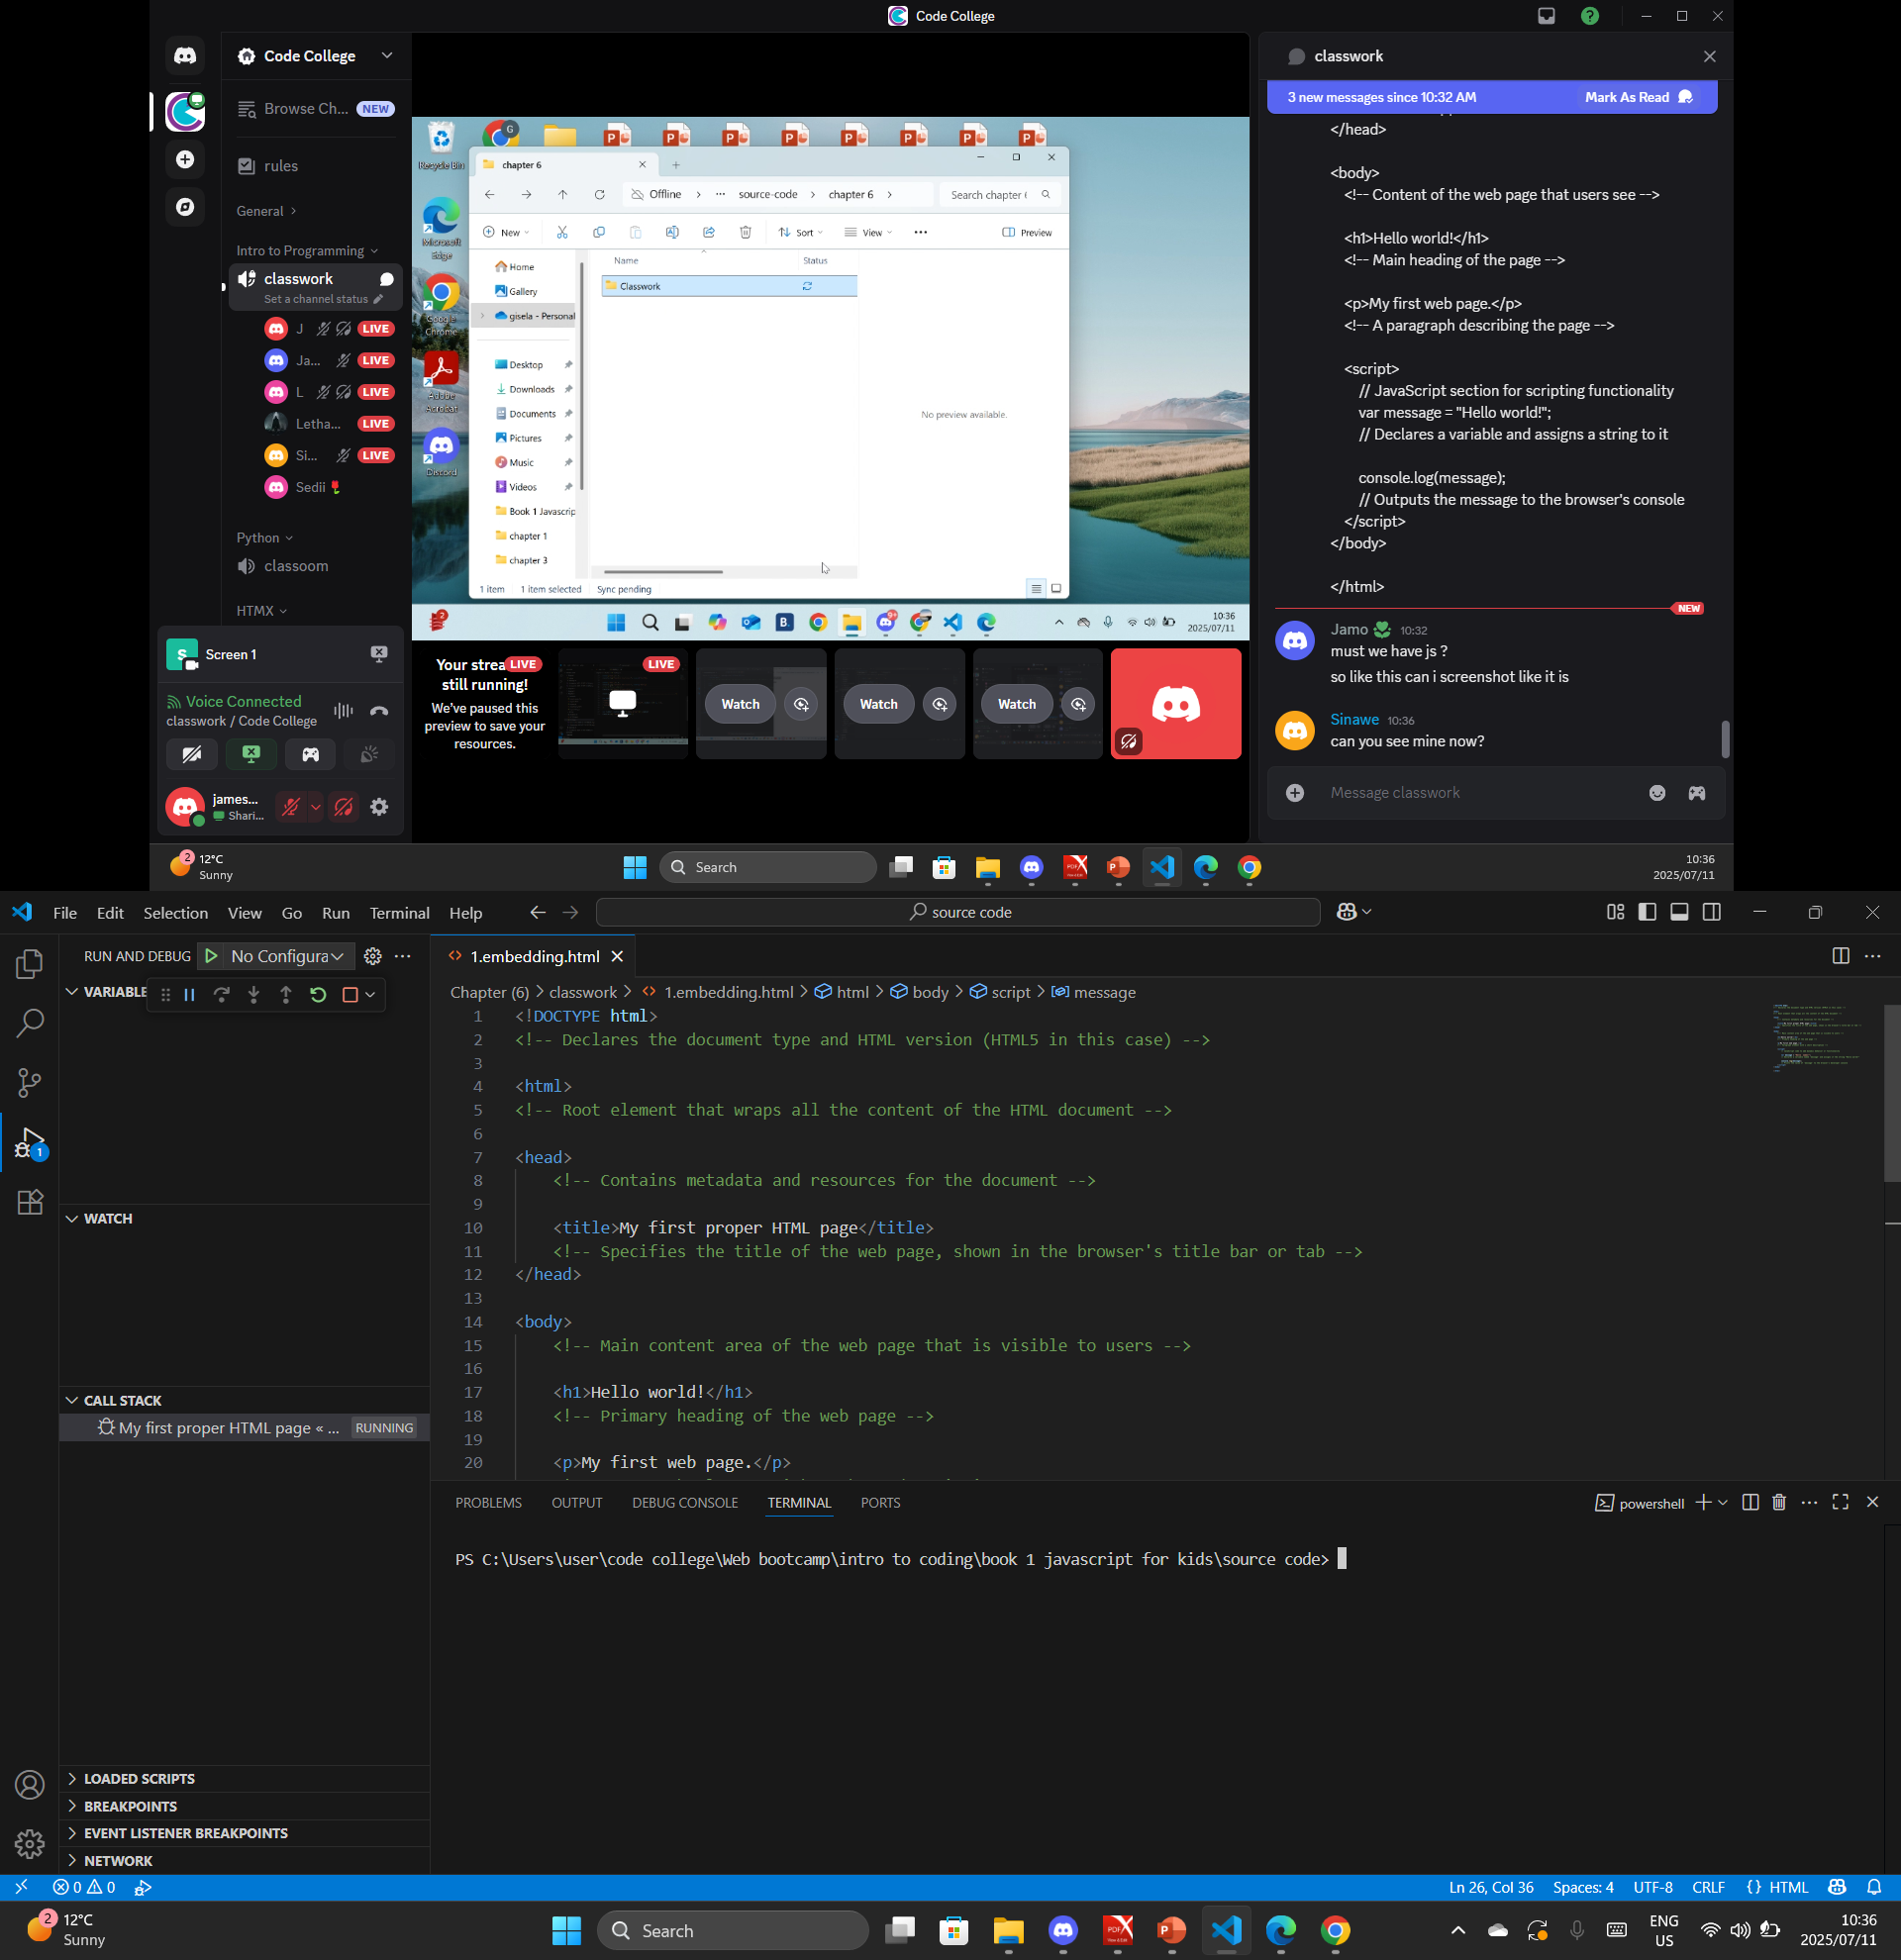 Code College
Code College
Browse Ch... NEW
rules
General
Intro to Programming
classwork
Set a channel status
J LIVE
Ja... LIVE
L LIVE
Letha... LIVE
Si... LIVE
Sedii
Python
classoom
HTMX
S Screen 1
Voice Connected
classwork / Code College
james...
Shari...
Recycle Bin
Microsoft
Edge
Google
Chrome
Adobe
Acrobat
Discord
chapter 6
Offline ... source-code chapter 6
Search chapter
New Sort View ... Preview
Home
Gallery
gisela - Personal
Desktop
Downloads
Documents
Pictures
Music
Videos
Book 1 Javascrip
chapter 1
chapter 3
Name Status
Classwork
No preview available.
1 item 1 item selected Sync pending
10:36
2025/07/11
Your strea LIVE
still running!
We've paused this
preview to save your
resources.
LIVE
Watch
Watch
Watch
classwork
3 new messages since 10:32 AM Mark As Read
</head>
<body>
<!-- Content of the web page that users see -->
<h1>Hello world!</h1>
<!-- Main heading of the page -->
<p>My first web page.</p>
<!-- A paragraph describing the page -->
<script>
// JavaScript section for scripting functionality
var message = "Hello world!";
// Declares a variable and assigns a string to it
console.log(message);
// Outputs the message to the browser's console
</script>
</body>
</html>
NEW
Jamo 10:32
must we have js ?
so like this can i screenshot like it is
Sinawe 10:36
can you see mine now?
Message classwork
2
12°C
Sunny
Search
10:36
2025/07/11
File Edit Selection View Go Run Terminal Help
source code
RUN AND DEBUG No Configura
VARIABLE
WATCH
CALL STACK
My first proper HTML page « ... RUNNING
LOADED SCRIPTS
BREAKPOINTS
EVENT LISTENER BREAKPOINTS
NETWORK
1
1.embedding.html
Chapter (6) > classwork > 1.embedding.html > html > body > script > message
1 <!DOCTYPE html>
2 <!-- Declares the document type and HTML version (HTML5 in this case) -->
3
4 <html>
5 <!-- Root element that wraps all the content of the HTML document -->
6
7 <head>
8 <!-- Contains metadata and resources for the document -->
9
10 <title>My first proper HTML page</title>
11 <!-- Specifies the title of the web page, shown in the browser's title bar or tab -->
12 </head>
13
14 <body>
15 <!-- Main content area of the web page that is visible to users -->
16
17 <h1>Hello world!</h1>
18 <!-- Primary heading of the web page -->
19
20 <p>My first web page.</p>
PROBLEMS OUTPUT DEBUG CONSOLE TERMINAL PORTS
powershell
PS C:\Users\user\code college\Web bootcamp\intro to coding\book 1 javascript for kids\source code>
0 0
Ln 26, Col 36 Spaces: 4 UTF-8 CRLF {} HTML
2
12°C
Sunny
Search
ENG
US
10:36
2025/07/11